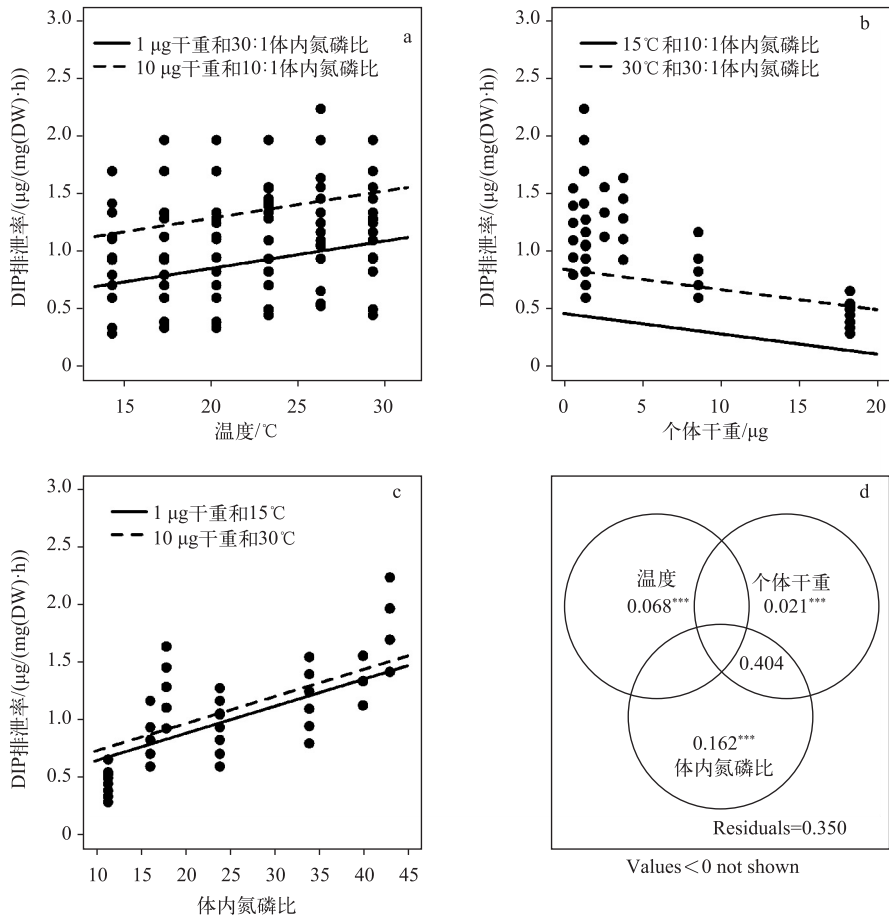 a
1 μg干重和30∶1体内氮磷比
10 μg干重和10∶1体内氮磷比
DIP排泄率/(μg/(mg(DW)·h))
3.0
2.5
2.0
1.5
1.0
0.5
0
15
20
25
30
温度/℃
b
15℃和10∶1体内氮磷比
30℃和30∶1体内氮磷比
DIP排泄率/(μg/(mg(DW)·h))
3.0
2.5
2.0
1.5
1.0
0.5
0
0
5
10
15
20
个体干重/μg
c
1 μg干重和15℃
10 μg干重和30℃
DIP排泄率/(μg/(mg(DW)·h))
3.0
2.5
2.0
1.5
1.0
0.5
0
10
15
20
25
30
35
40
45
体内氮磷比
d
温度
0.068***
个体干重
0.021***
0.404
0.162***
体内氮磷比
Residuals=0.350
Values＜0 not shown